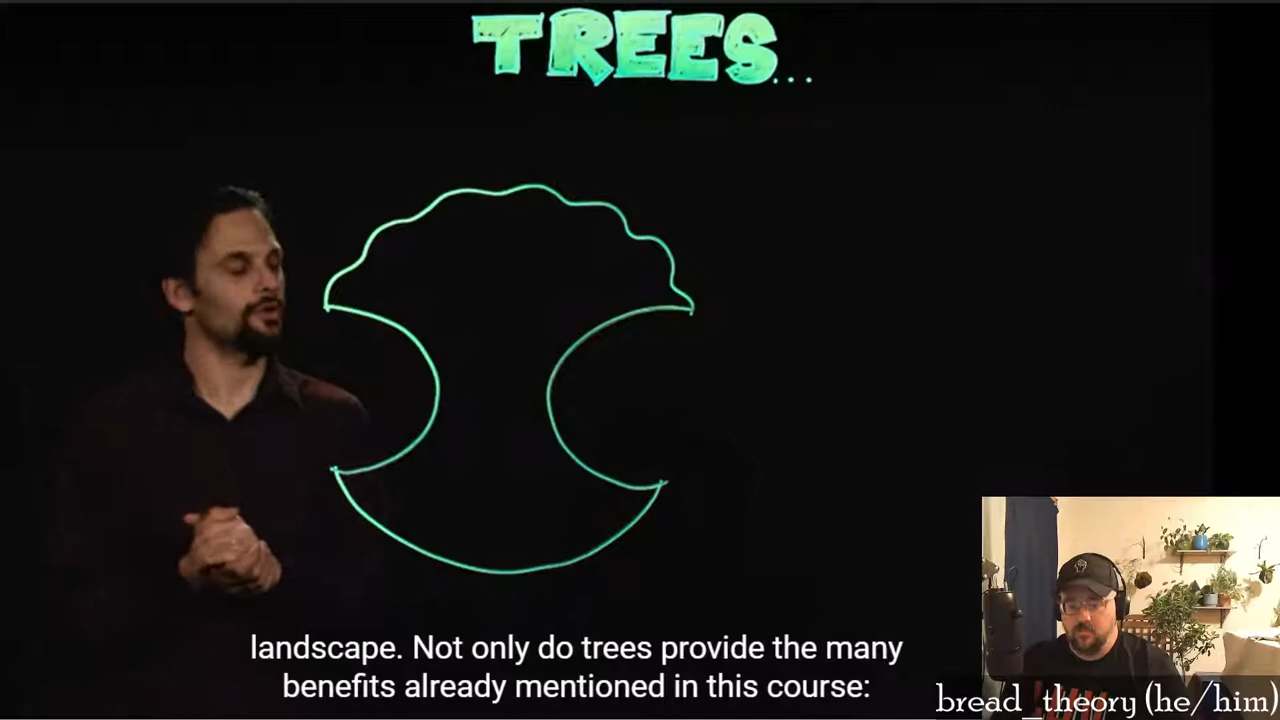 TREES...
landscape. Not only do trees provide the many
benefits already mentioned in this course:
bread_theory (he/him)